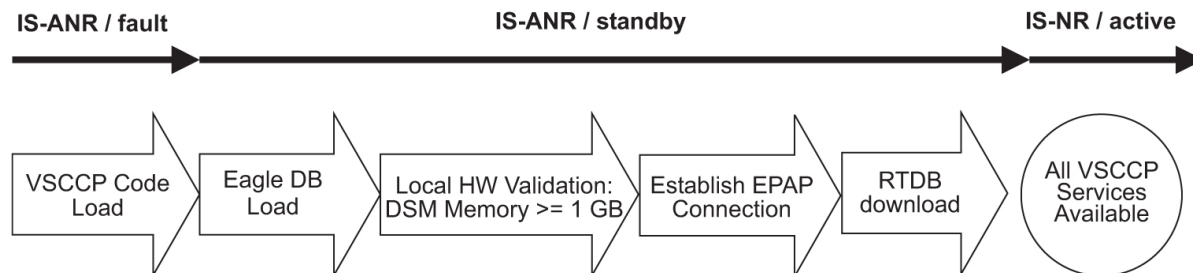 IS-ANR / fault
IS-ANR / standby
IS-NR / active
VSCCP Code
Load
Eagle DB
Load
Local HW Validation:
DSM Memory >= 1 GB
Establish EPAP
Connection
RTDB
download
All VSCCP
Services
Available